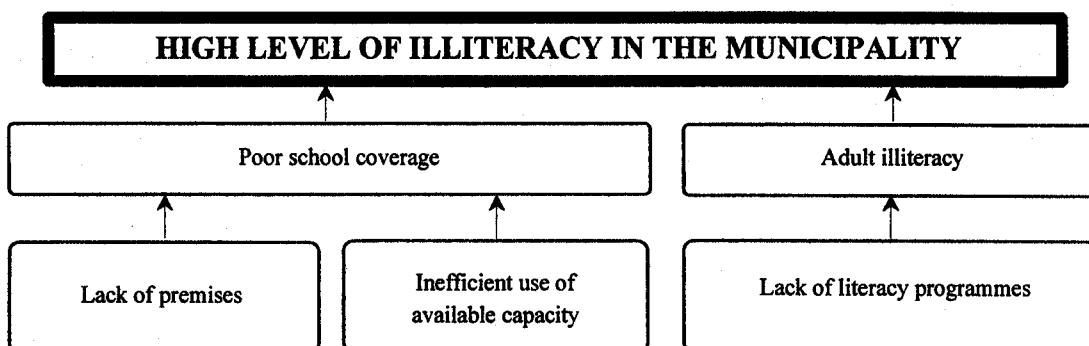 HIGH LEVEL OF ILLITERACY IN THE MUNICIPALITY
Poor school coverage
Adult illiteracy
Lack of premises
Inefficient use of
available capacity
Lack of literacy programmes